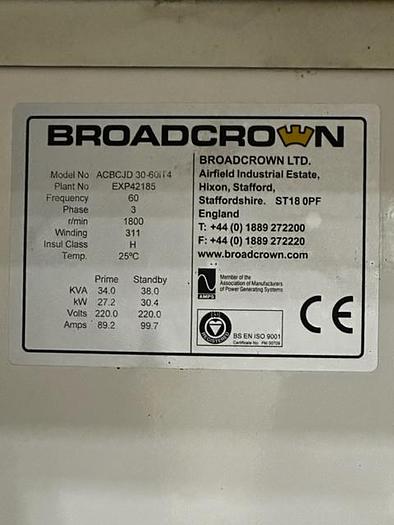 BROADCROWN
Model No ACBCJD 30-60iT4
Plant No EXP42185
Frequency 60
Phase 3
r/min 1800
Winding 311
Insul Class H
Temp. 25ºC
Prime Standby
KVA 34.0 38.0
kW 27.2 30.4
Volts 220.0 220.0
Amps 89.2 99.7
BROADCROWN LTD.
Airfield Industrial Estate,
Hixon, Stafford,
Staffordshire. ST18 0PF
England
T: +44 (0) 1889 272200
F: +44 (0) 1889 272220
www.broadcrown.com
AMPS
Member of the
Association of Manufacturers
of Power Generating Systems
REGISTERED
BS EN ISO 9001
CE